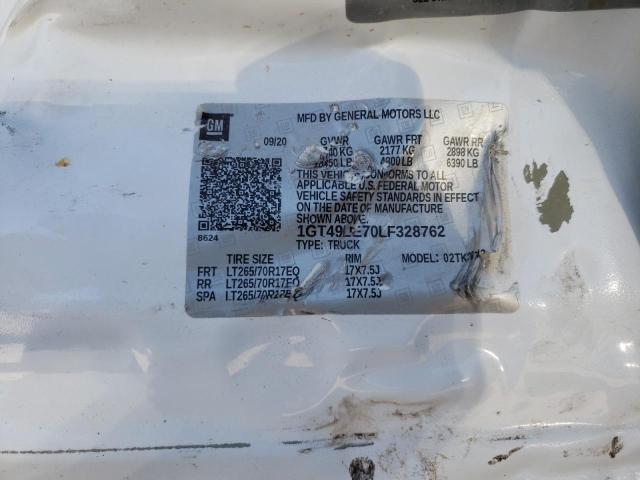 GM
MFD BY GENERAL MOTORS LLC
09/20 GVWR GAWR FRT GAWR RR
KG 2177 KG 2898 KG
LB LB 6390 LB
THIS VEHICLE CONFORMS TO ALL
APPLICABLE U.S. FEDERAL MOTOR
VEHICLE SAFETY STANDARDS IN EFFECT
ON THE DATE OF MANUFACTURE
SHOWN ABOVE.
8624
TYPE: TRUCK MODEL:
TIRE SIZE RIM
FRT LT265/70R17EQ 17X7.5J
RR LT265/70R17EQ 17X7.5J
SPA 17X7.5J